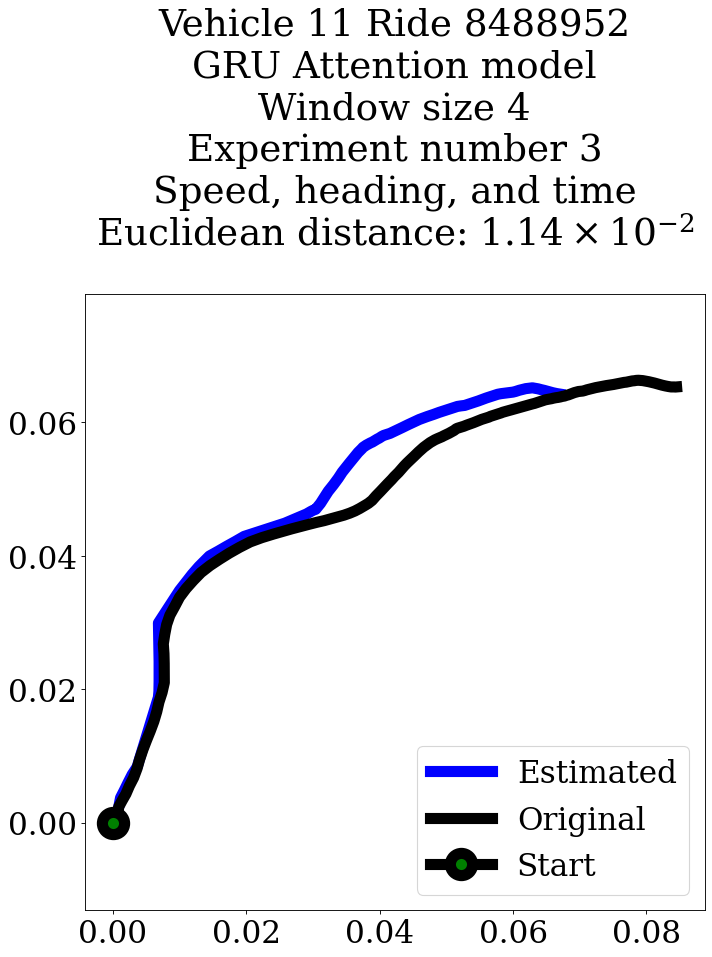 Vehicle 11 Ride 8488952
GRU Attention model
Window size 4
Experiment number 3
Speed, heading, and time
Euclidean distance: 1.14 × 10⁻²
0.06
0.04
0.02
0.00
Estimated
Original
Start
0.00 0.02 0.04 0.06 0.08